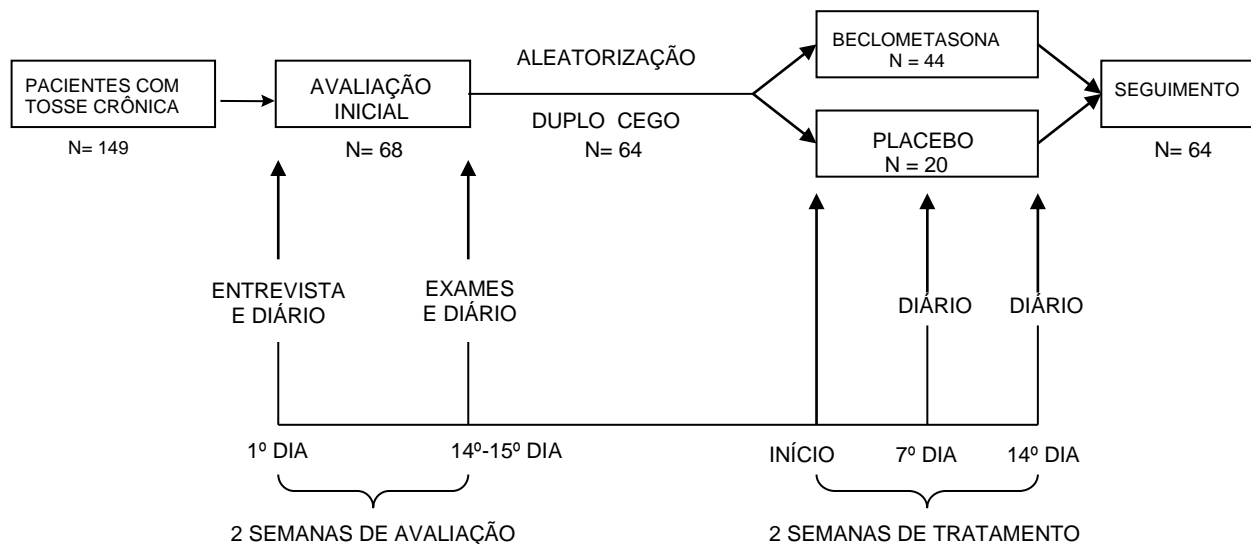 PACIENTES COM
TOSSE CRÔNICA
N= 149
AVALIAÇÃO
INICIAL
N= 68
ALEATORIZAÇÃO
DUPLO CEGO
N= 64
BECLOMETASONA
N = 44
PLACEBO
N = 20
SEGUIMENTO
N= 64
ENTREVISTA
E DIÁRIO
EXAMES
E DIÁRIO
DIÁRIO
DIÁRIO
1º DIA
14º-15º DIA
INÍCIO
7º DIA
14º DIA
2 SEMANAS DE AVALIAÇÃO
2 SEMANAS DE TRATAMENTO